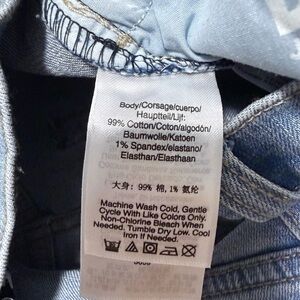 Body/Corsage/cuerpo/
Hauptteil/Lijf:
99% Cotton/Coton/algodón/
Baumwolle/Katoen
1% Spandex/elastano/
Elasthan/Elasthaan
大身: 99% 棉, 1% 氨纶
Machine Wash Cold, Gentle
Cycle With Like Colors Only.
Non-Chlorine Bleach When
Needed. Tumble Dry Low. Cool
Iron If Needed.